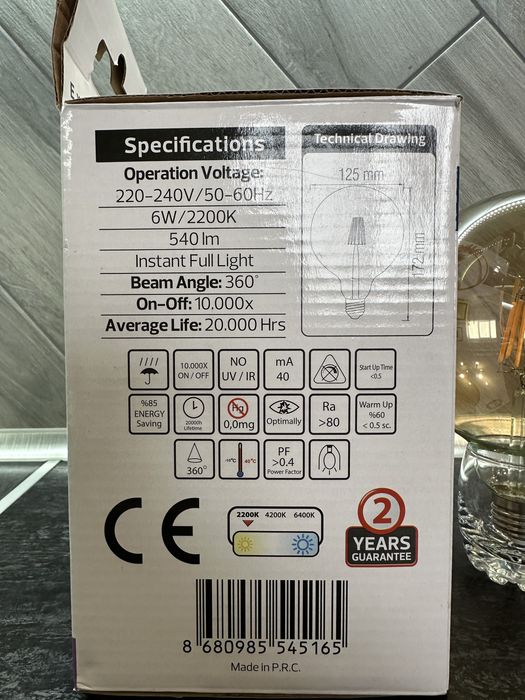 Specifications
Operation Voltage:
220-240V/50-60Hz
6W/2200K
540 lm
Instant Full Light
Beam Angle: 360°
On-Off: 10.000x
Average Life: 20.000 Hrs
Technical Drawing
125 mm
172 mm
10.000X
ON / OFF
NO
UV / IR
mA
40
Start Up Time
<0.5
%85
ENERGY
Saving
20000h
Lifetime
Hg
0,0mg
Optimally
Ra
>80
Warm Up
%60
< 0.5 sc.
360°
-10°C
40°C
PF
>0.4
Power Factor
CE
2200K 4200K 6400K
2
YEARS
GUARANTEE
8 680985 545165
Made in P.R.C.